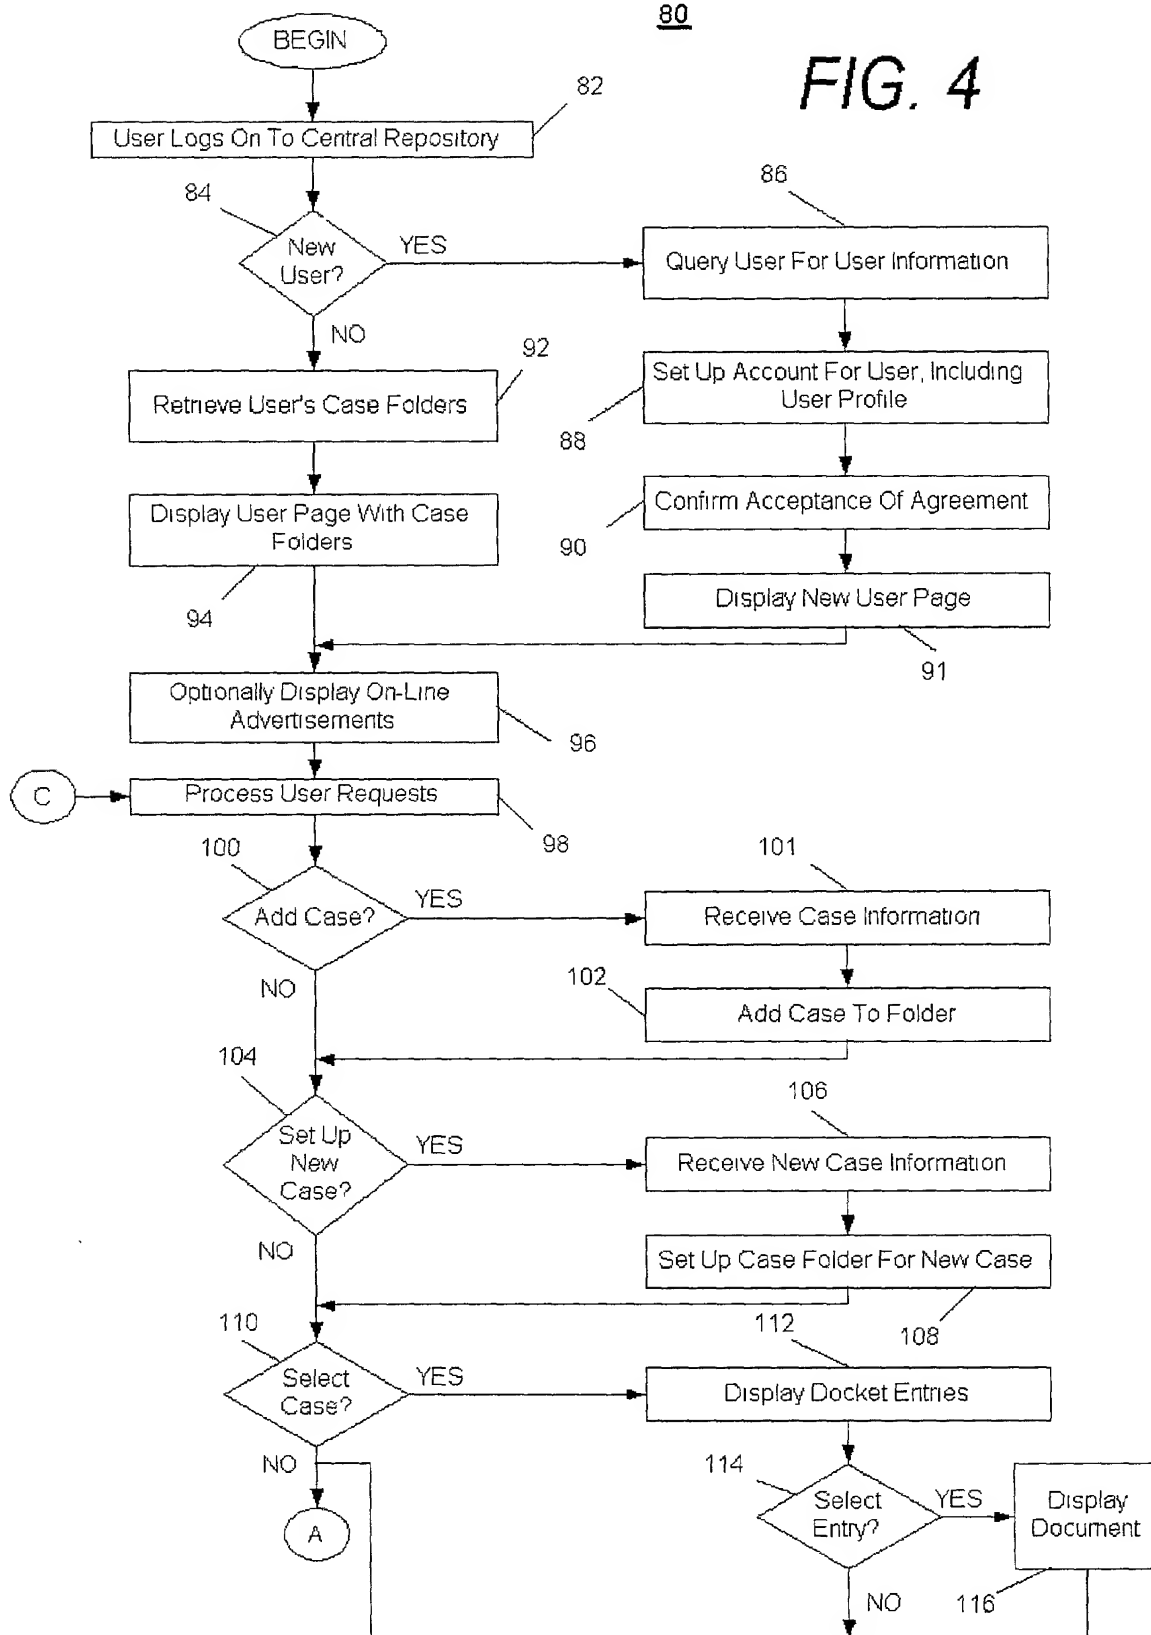 80
FIG. 4
BEGIN
82
User Logs On To Central Repository
84
86
New
User?
YES
Query User For User Information
NO
92
Retrieve User's Case Folders
Set Up Account For User, Including
User Profile
88
Display User Page With Case
Folders
94
Confirm Acceptance Of Agreement
90
Display New User Page
91
Optionally Display On-Line
Advertisements
96
C
Process User Requests
98
100
101
Add Case?
YES
Receive Case Information
NO
102
Add Case To Folder
104
106
Set Up
New
Case?
YES
Receive New Case Information
NO
Set Up Case Folder For New Case
108
110
112
Select
Case?
YES
Display Docket Entries
NO
A
114
Select
Entry?
YES
Display
Document
NO
116